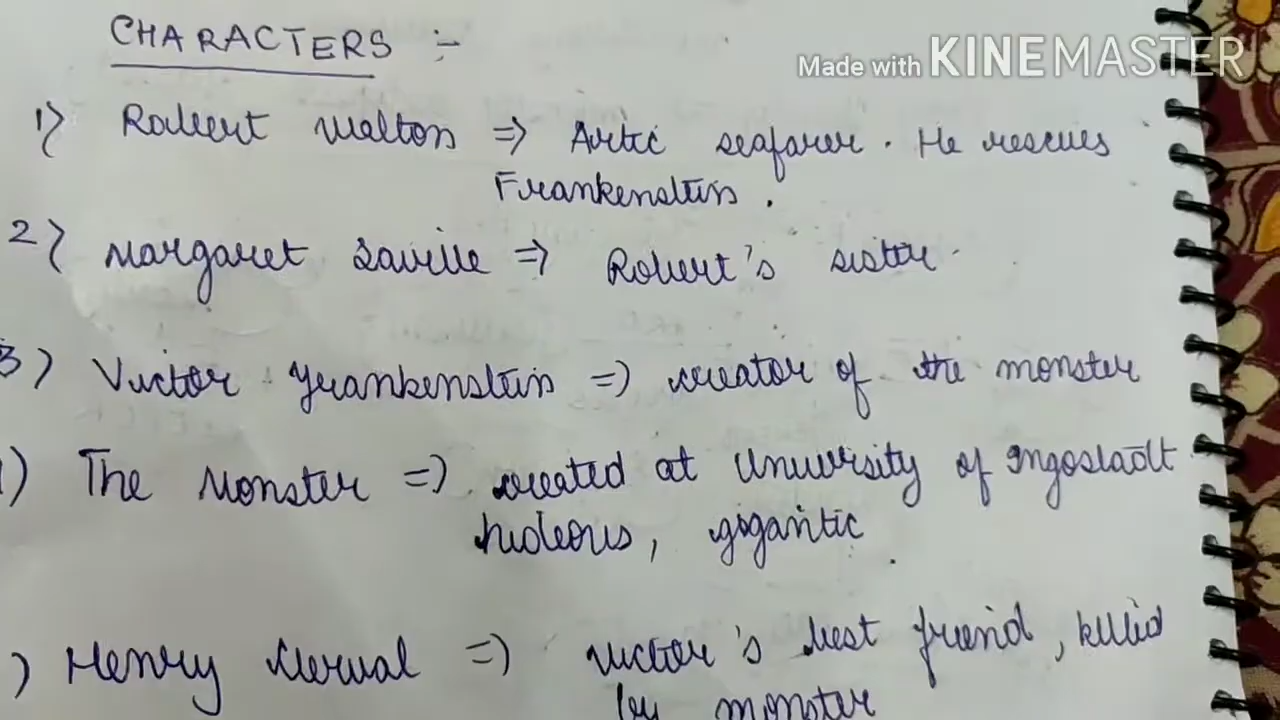 CHARACTERS :-
Made with KINEMASTER
1) Robert Walton => Artic seafarer. He rescues
Frankenstein.
2) Margaret Saville => Robert's sister.
3) Victor Frankenstein => creator of the monster
) The Monster => created at University of Ingosladt
hideous, gigantic
) Henry Clerval => Victor's best friend, killed
by monster